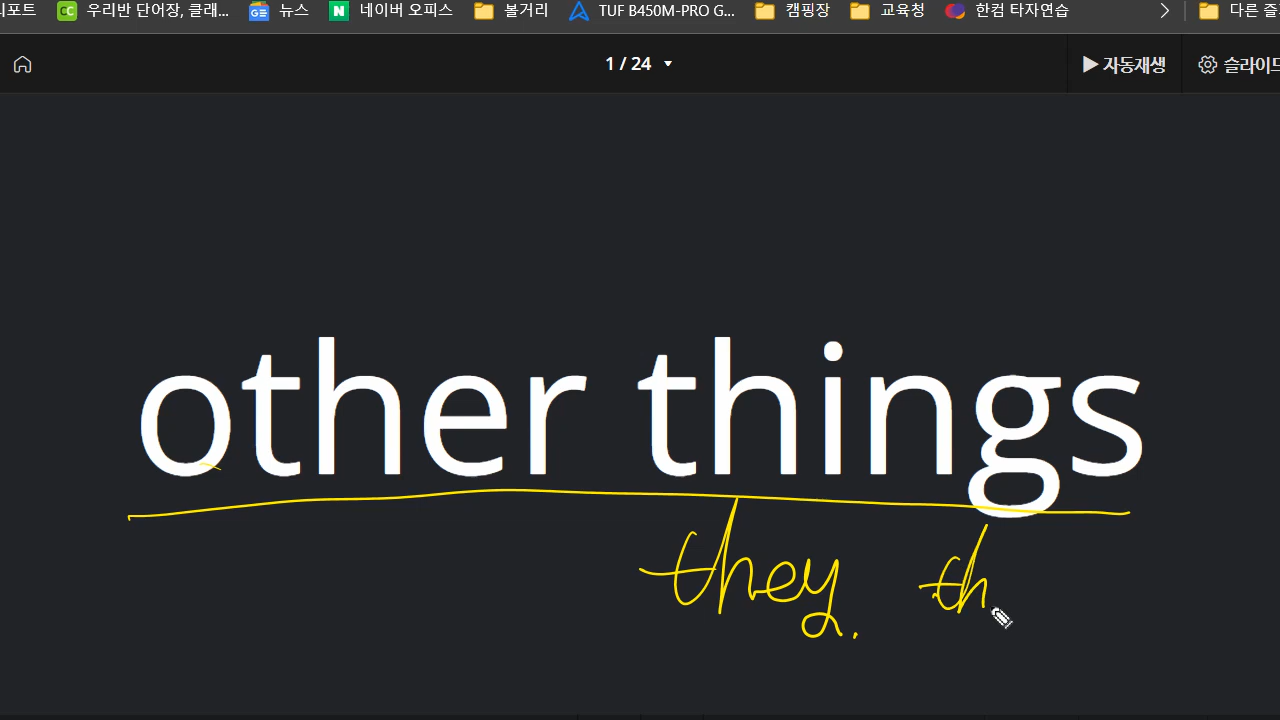 리포트 우리반 단어장, 클래... 뉴스 네이버 오피스 볼거리 TUF B450M-PRO G... 캠핑장 교육청 한컴 타자연습 다른 즐
1 / 24 자동재생 슬라이드
other things
they. th